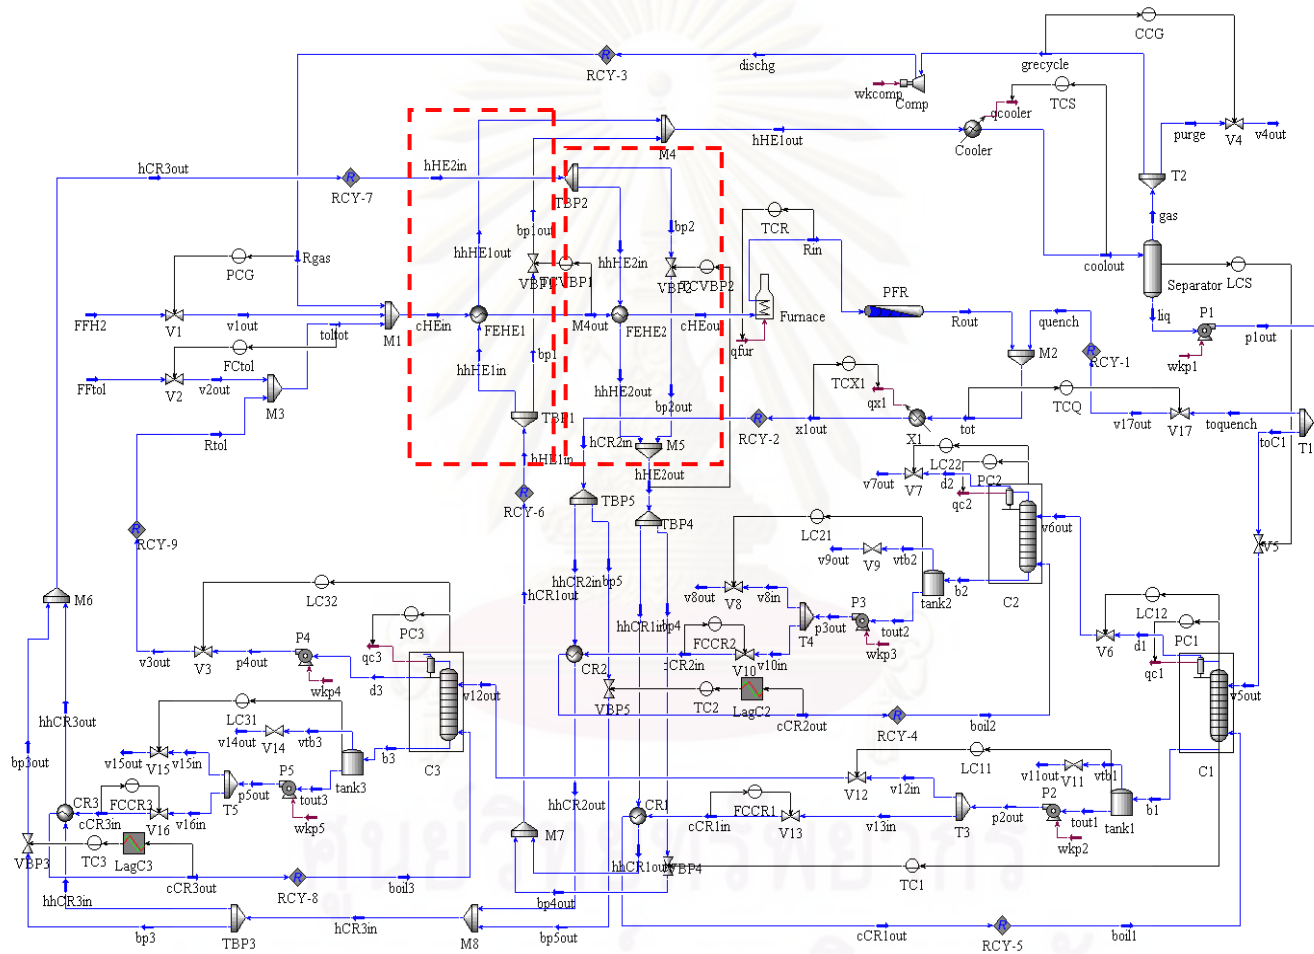 CCG
RCY-3
dischg
grecycle
wkcomp
Comp
qcooler
TCS
purge
V4
v4out
hCR3out
RCY-7
hHE2in
M4
hHE1out
Cooler
T2
TBP2
gas
bp1out
hhHE1out
bp2
hhHE2in
TCR
Rin
PCG
Rgas
TCVBP1
VBP2
TCVBP2
coolout
Separator
LCS
FFH2
V1
v1out
M1
cHEin
FEHE1
M4out
FEHE2
cHEout
Furnace
PFR
Rout
quench
liq
P1
p1out
FCtol
bp1
qfur
M2
RCY-1
wkp1
hhHE1in
FFtol
V2
v2out
M3
hhHE2out
TCX1
TCQ
bp2out
qx1
TBP1
Rtol
hCR2in
M5
RCY-2
x1out
X1
tot
v17out
V17
toquench
toC1
T1
hHE1in
hHE2out
LC22
v7out
V7
d2
PC2
qc2
RCY-6
TBP5
TBP4
RCY-9
LC21
v6out
V5
v9out
V9
vtb2
hhCR2in
bp5
hCR1out
v8out
V8
v8in
tank2
b2
C2
LC32
M6
LC12
hhCR1in
bp4
P3
T4
p3out
tout2
PC3
FCCR2
wkp3
V6
d1
PC1
v3out
V3
p4out
P4
qc3
CR2
V10
v10in
qc1
wkp4
d3
v12out
v5out
hhCR3out
LC31
VBP5
TC2
LagC2
cCR2out
RCY-4
boil2
v14out
V14
vtb3
v15out
V15
v15in
b3
LC11
bp3out
tank3
C3
v11out
V11
vtb1
C1
P5
V12
v12in
T5
p5out
tout3
hhCR2out
CR3
FCCR3
CR1
FCCR1
P2
b1
cCR3in
V16
v16in
cCR1in
V13
v13in
T3
p2out
tout1
tank1
wkp5
M7
wkp2
VBP3
TC3
LagC3
hhCR1out
VBP4
TC1
cCR3out
RCY-8
boil3
hhCR3in
bp4out
bp3
TBP3
hCR3in
M8
bp5out
cCR1out
RCY-5
boil1